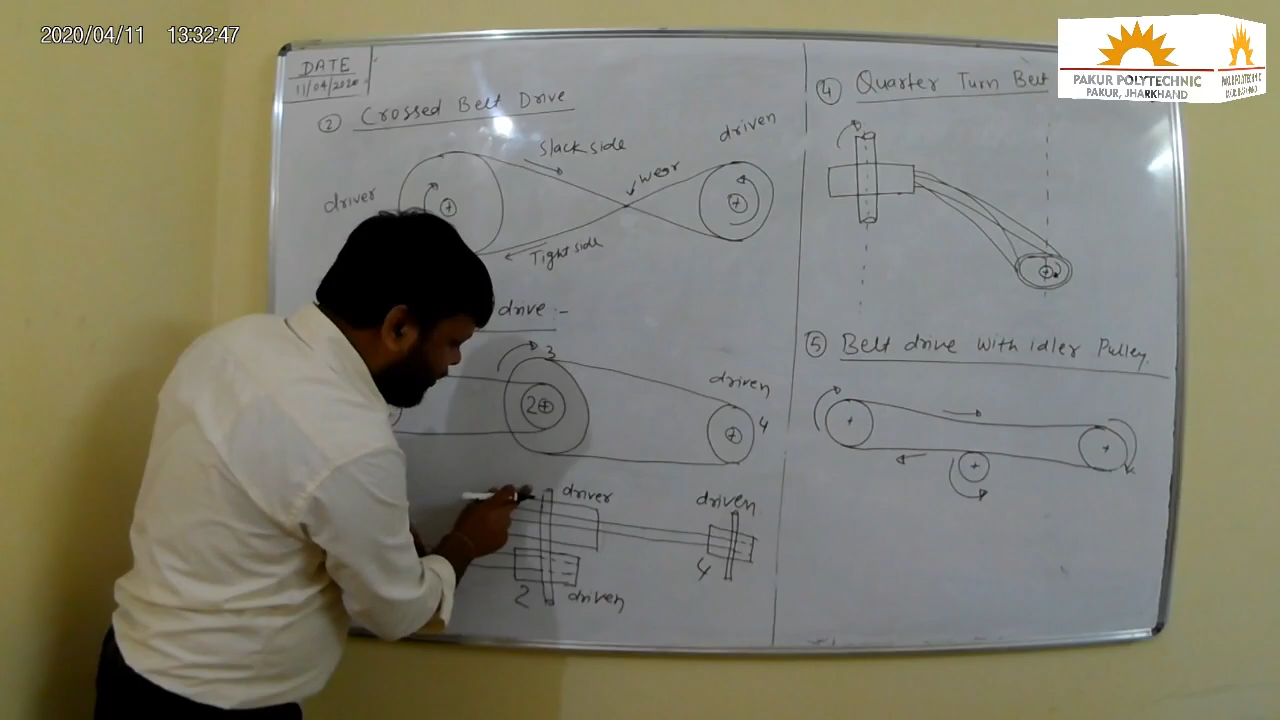 2020/04/11 13:32:47
PAKUR POLYTECHNIC
PAKUR, JHARKHAND
DATE
11/04/2020
② Crossed Belt Drive
Slack side
driven
wear
driver
Tight side
drive :-
3
driven
2
4
driver
driven
4
2
driven
④ Quarter Turn Belt
⑤ Belt drive with idler Pulley